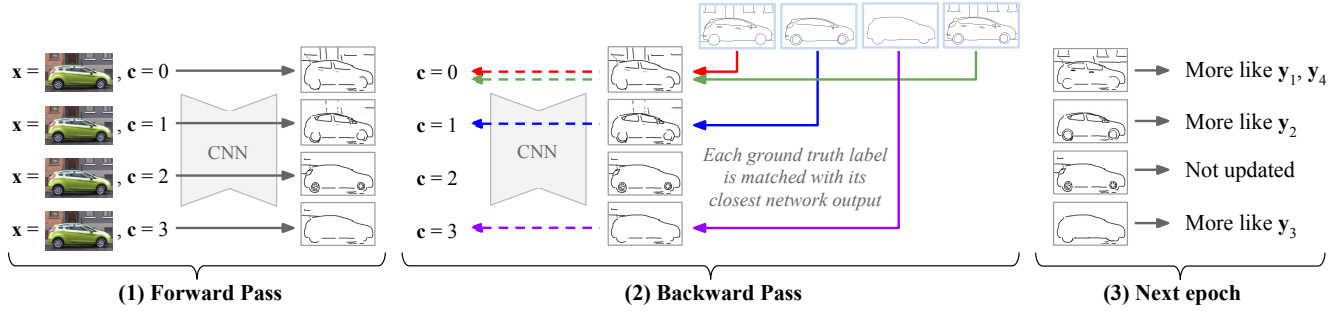 x = , c = 0
x = , c = 1
x = , c = 2
x = , c = 3
CNN
(1) Forward Pass
c = 0
c = 1
c = 2
c = 3
CNN
Each ground truth label
is matched with its
closest network output
(2) Backward Pass
More like y₁, y₄
More like y₂
Not updated
More like y₃
(3) Next epoch